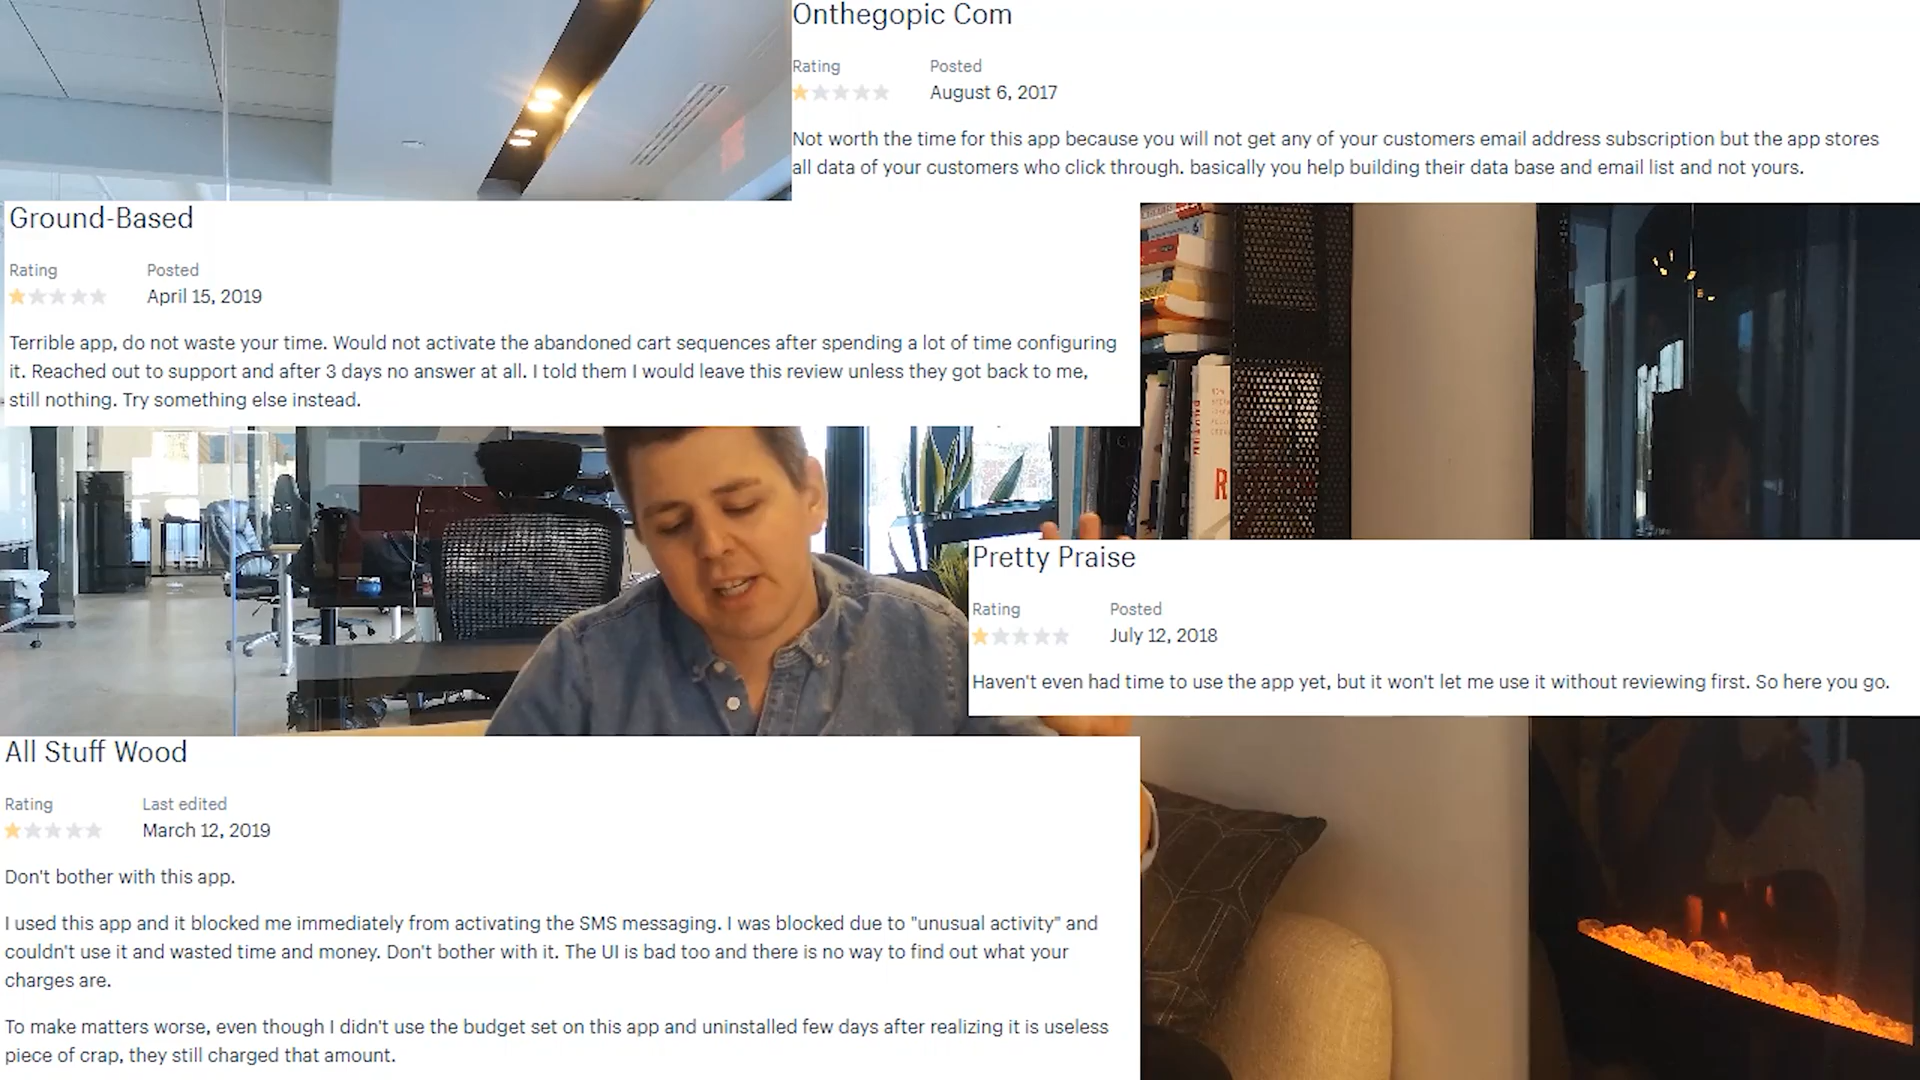 Onthegopic Com
Rating Posted
August 6, 2017
Not worth the time for this app because you will not get any of your customers email address subscription but the app stores
all data of your customers who click through. basically you help building their data base and email list and not yours.
Ground-Based
Rating Posted
April 15, 2019
Terrible app, do not waste your time. Would not activate the abandoned cart sequences after spending a lot of time configuring
it. Reached out to support and after 3 days no answer at all. I told them I would leave this review unless they got back to me,
still nothing. Try something else instead.
Pretty Praise
Rating Posted
July 12, 2018
Haven't even had time to use the app yet, but it won't let me use it without reviewing first. So here you go.
All Stuff Wood
Rating Last edited
March 12, 2019
Don't bother with this app.
I used this app and it blocked me immediately from activating the SMS messaging. I was blocked due to "unusual activity" and
couldn't use it and wasted time and money. Don't bother with it. The UI is bad too and there is no way to find out what your
charges are.
To make matters worse, even though I didn't use the budget set on this app and uninstalled few days after realizing it is useless
piece of crap, they still charged that amount.